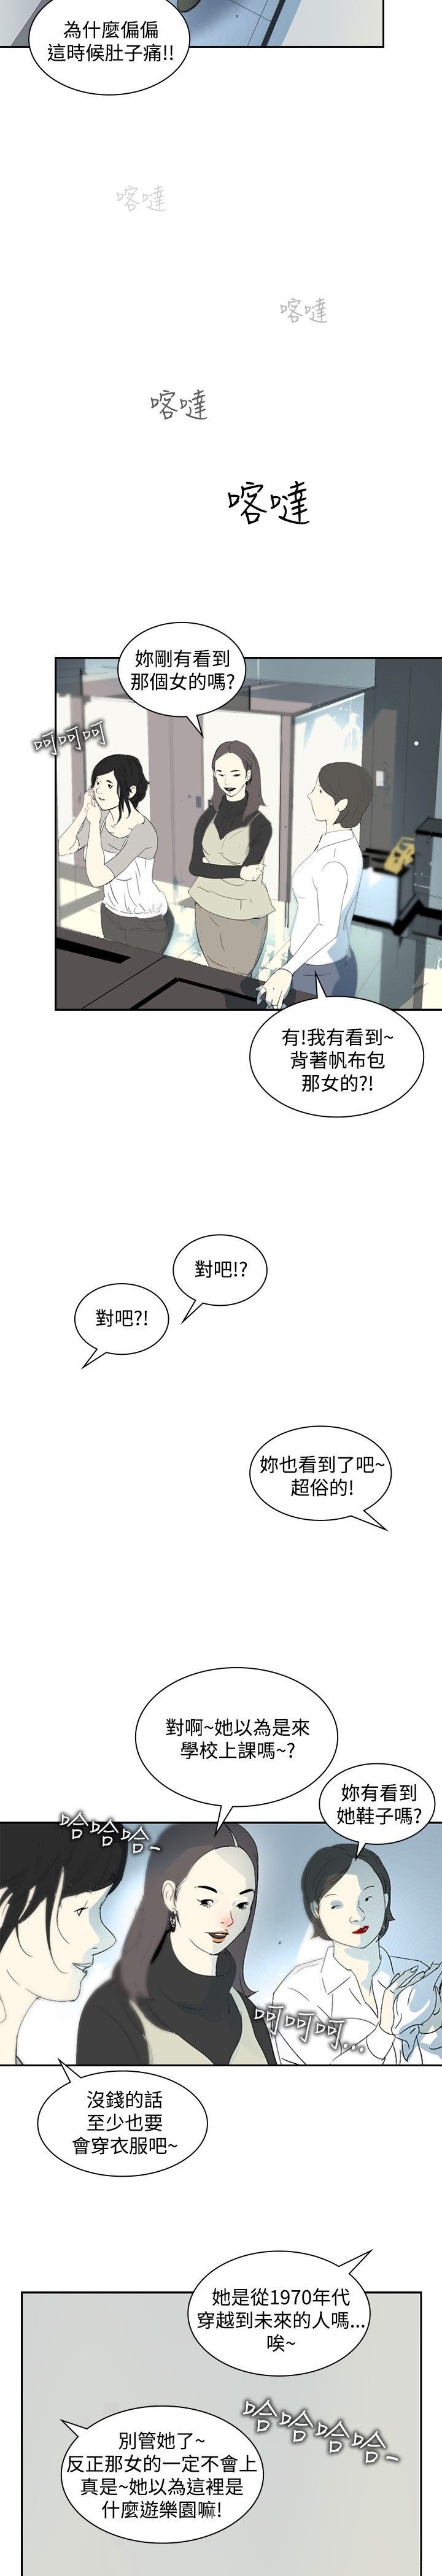 為什麼偏偏
這時候肚子痛!!
喀噠
喀噠
喀噠
喀噠
妳剛有看到
那個女的嗎?
呵呵呵
有!我有看到~
背著帆布包
那女的?!
對吧!?
對吧?!
妳也看到了吧~
超俗的!
對啊~她以為是來
學校上課嗎~?
妳有看到
她鞋子嗎?
哈哈哈~
呵呵呵...
沒錢的話
至少也要
會穿衣服吧~
她是從1970年代
穿越到未來的人嗎...
唉~
哈哈哈哈~
別管她了~
反正那女的一定不會上
真是~她以為這裡是
什麼遊樂園嘛!